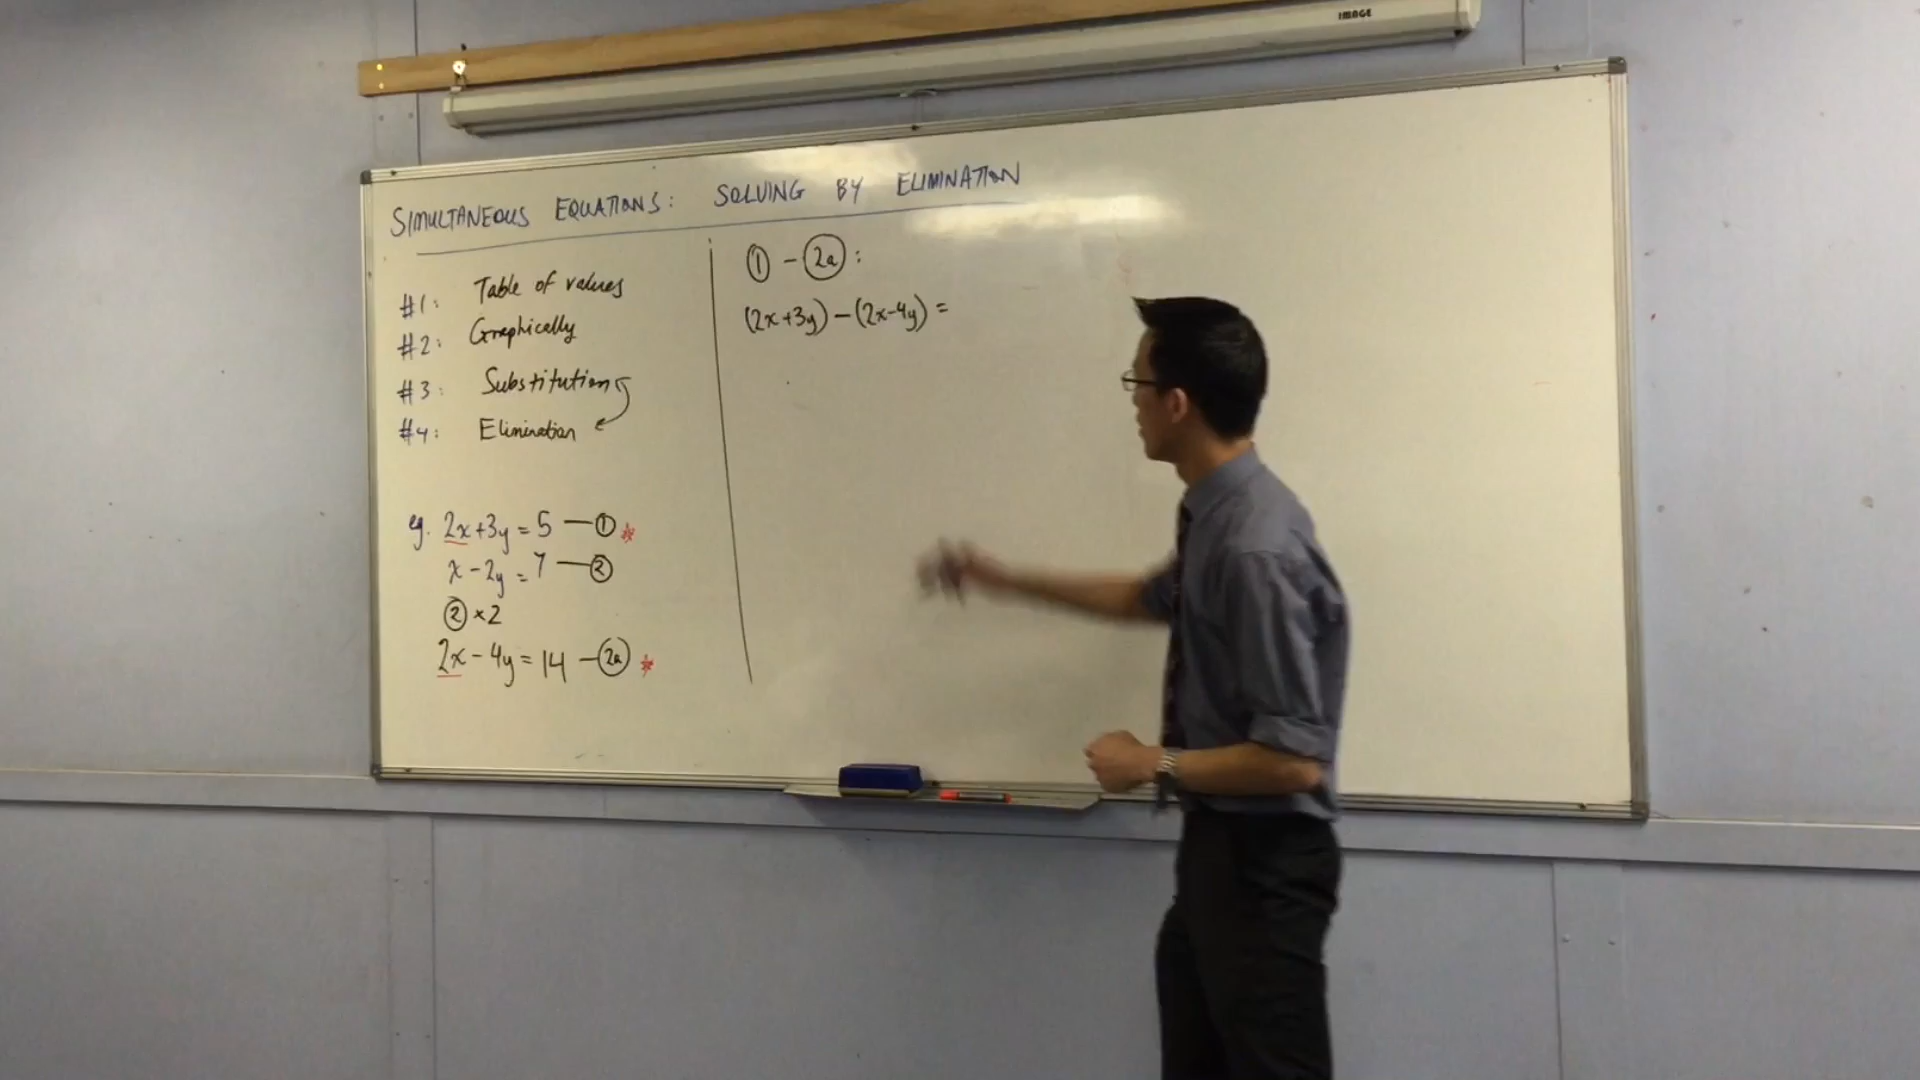 IMAGE
SIMULTANEOUS EQUATIONS: SOLVING BY ELIMINATION
#1: Table of values
#2: Graphically
#3: Substitution
#4: Elimination
eg. 2x+3y=5 — ①
x-2y=7 — ②
② ×2
2x-4y=14 — (2a)
① - (2a):
(2x+3y)-(2x-4y)=